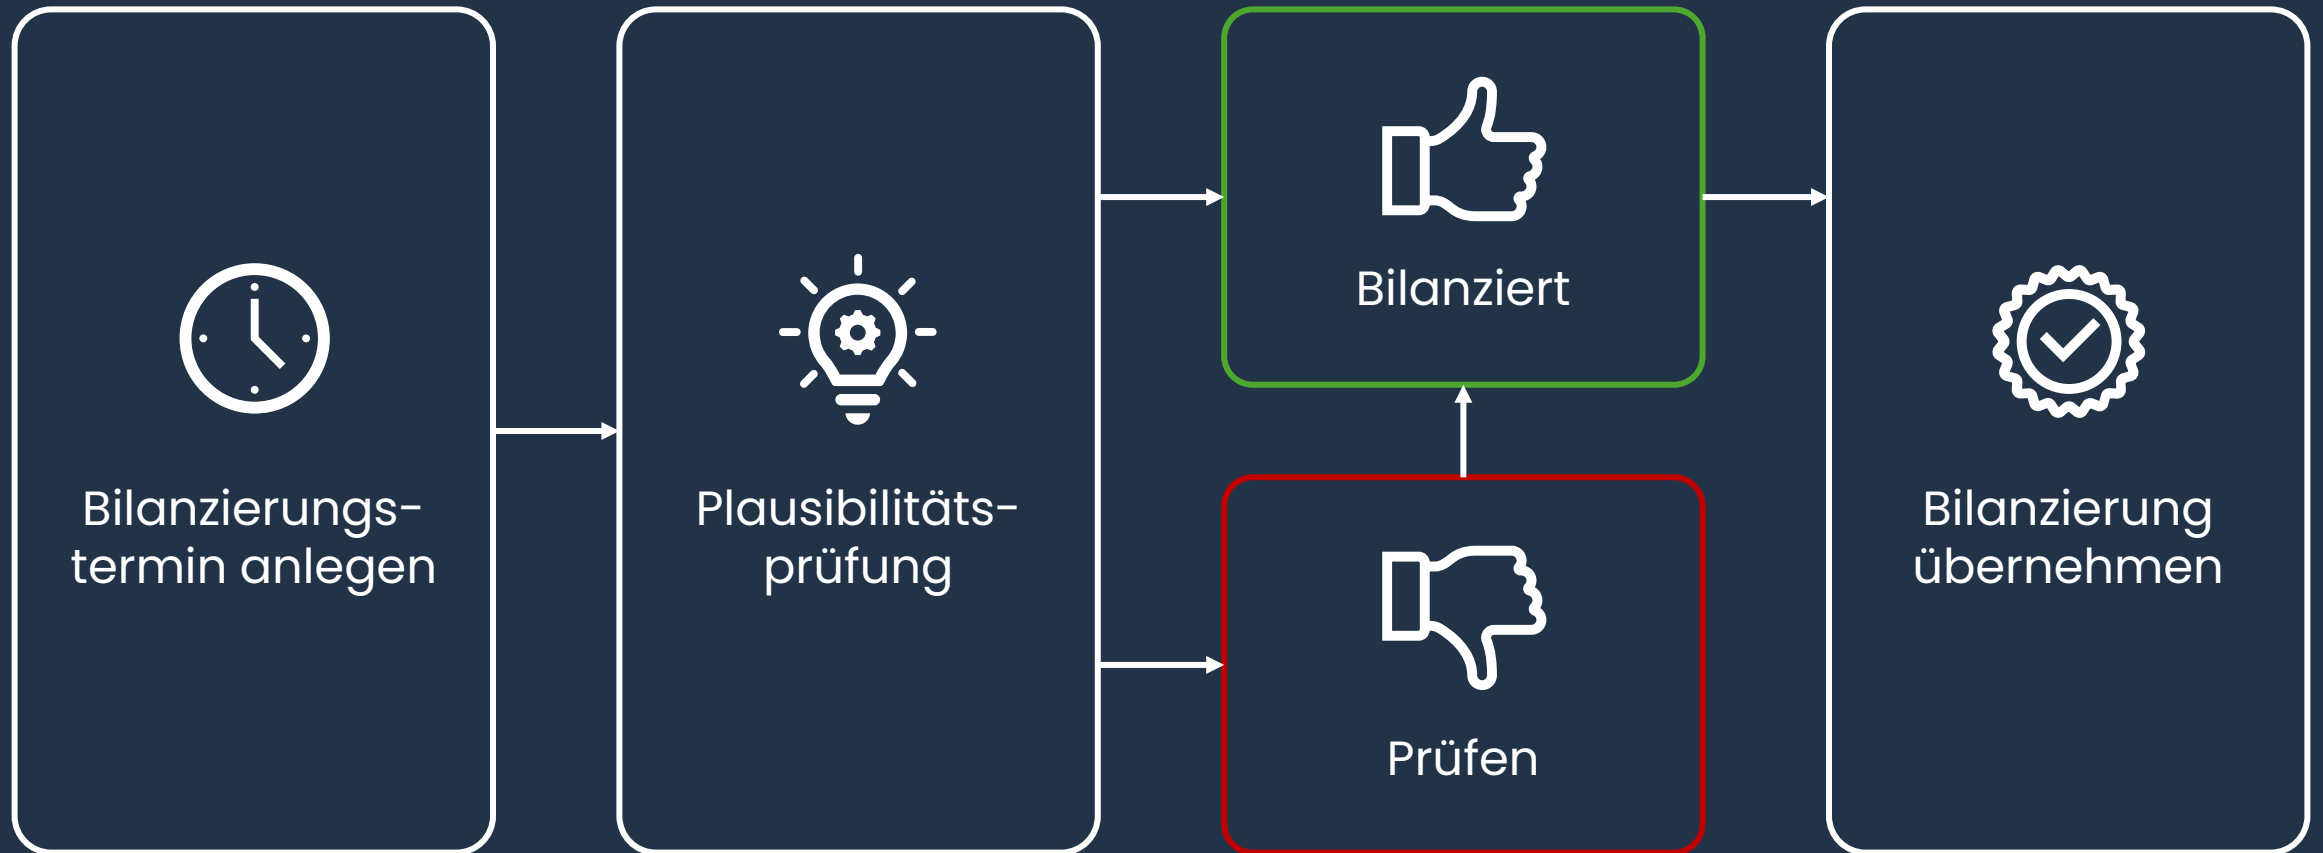 Bilanzierungs-
termin anlegen
Plausibilitäts-
prüfung
Bilanziert
Prüfen
Bilanzierung
übernehmen